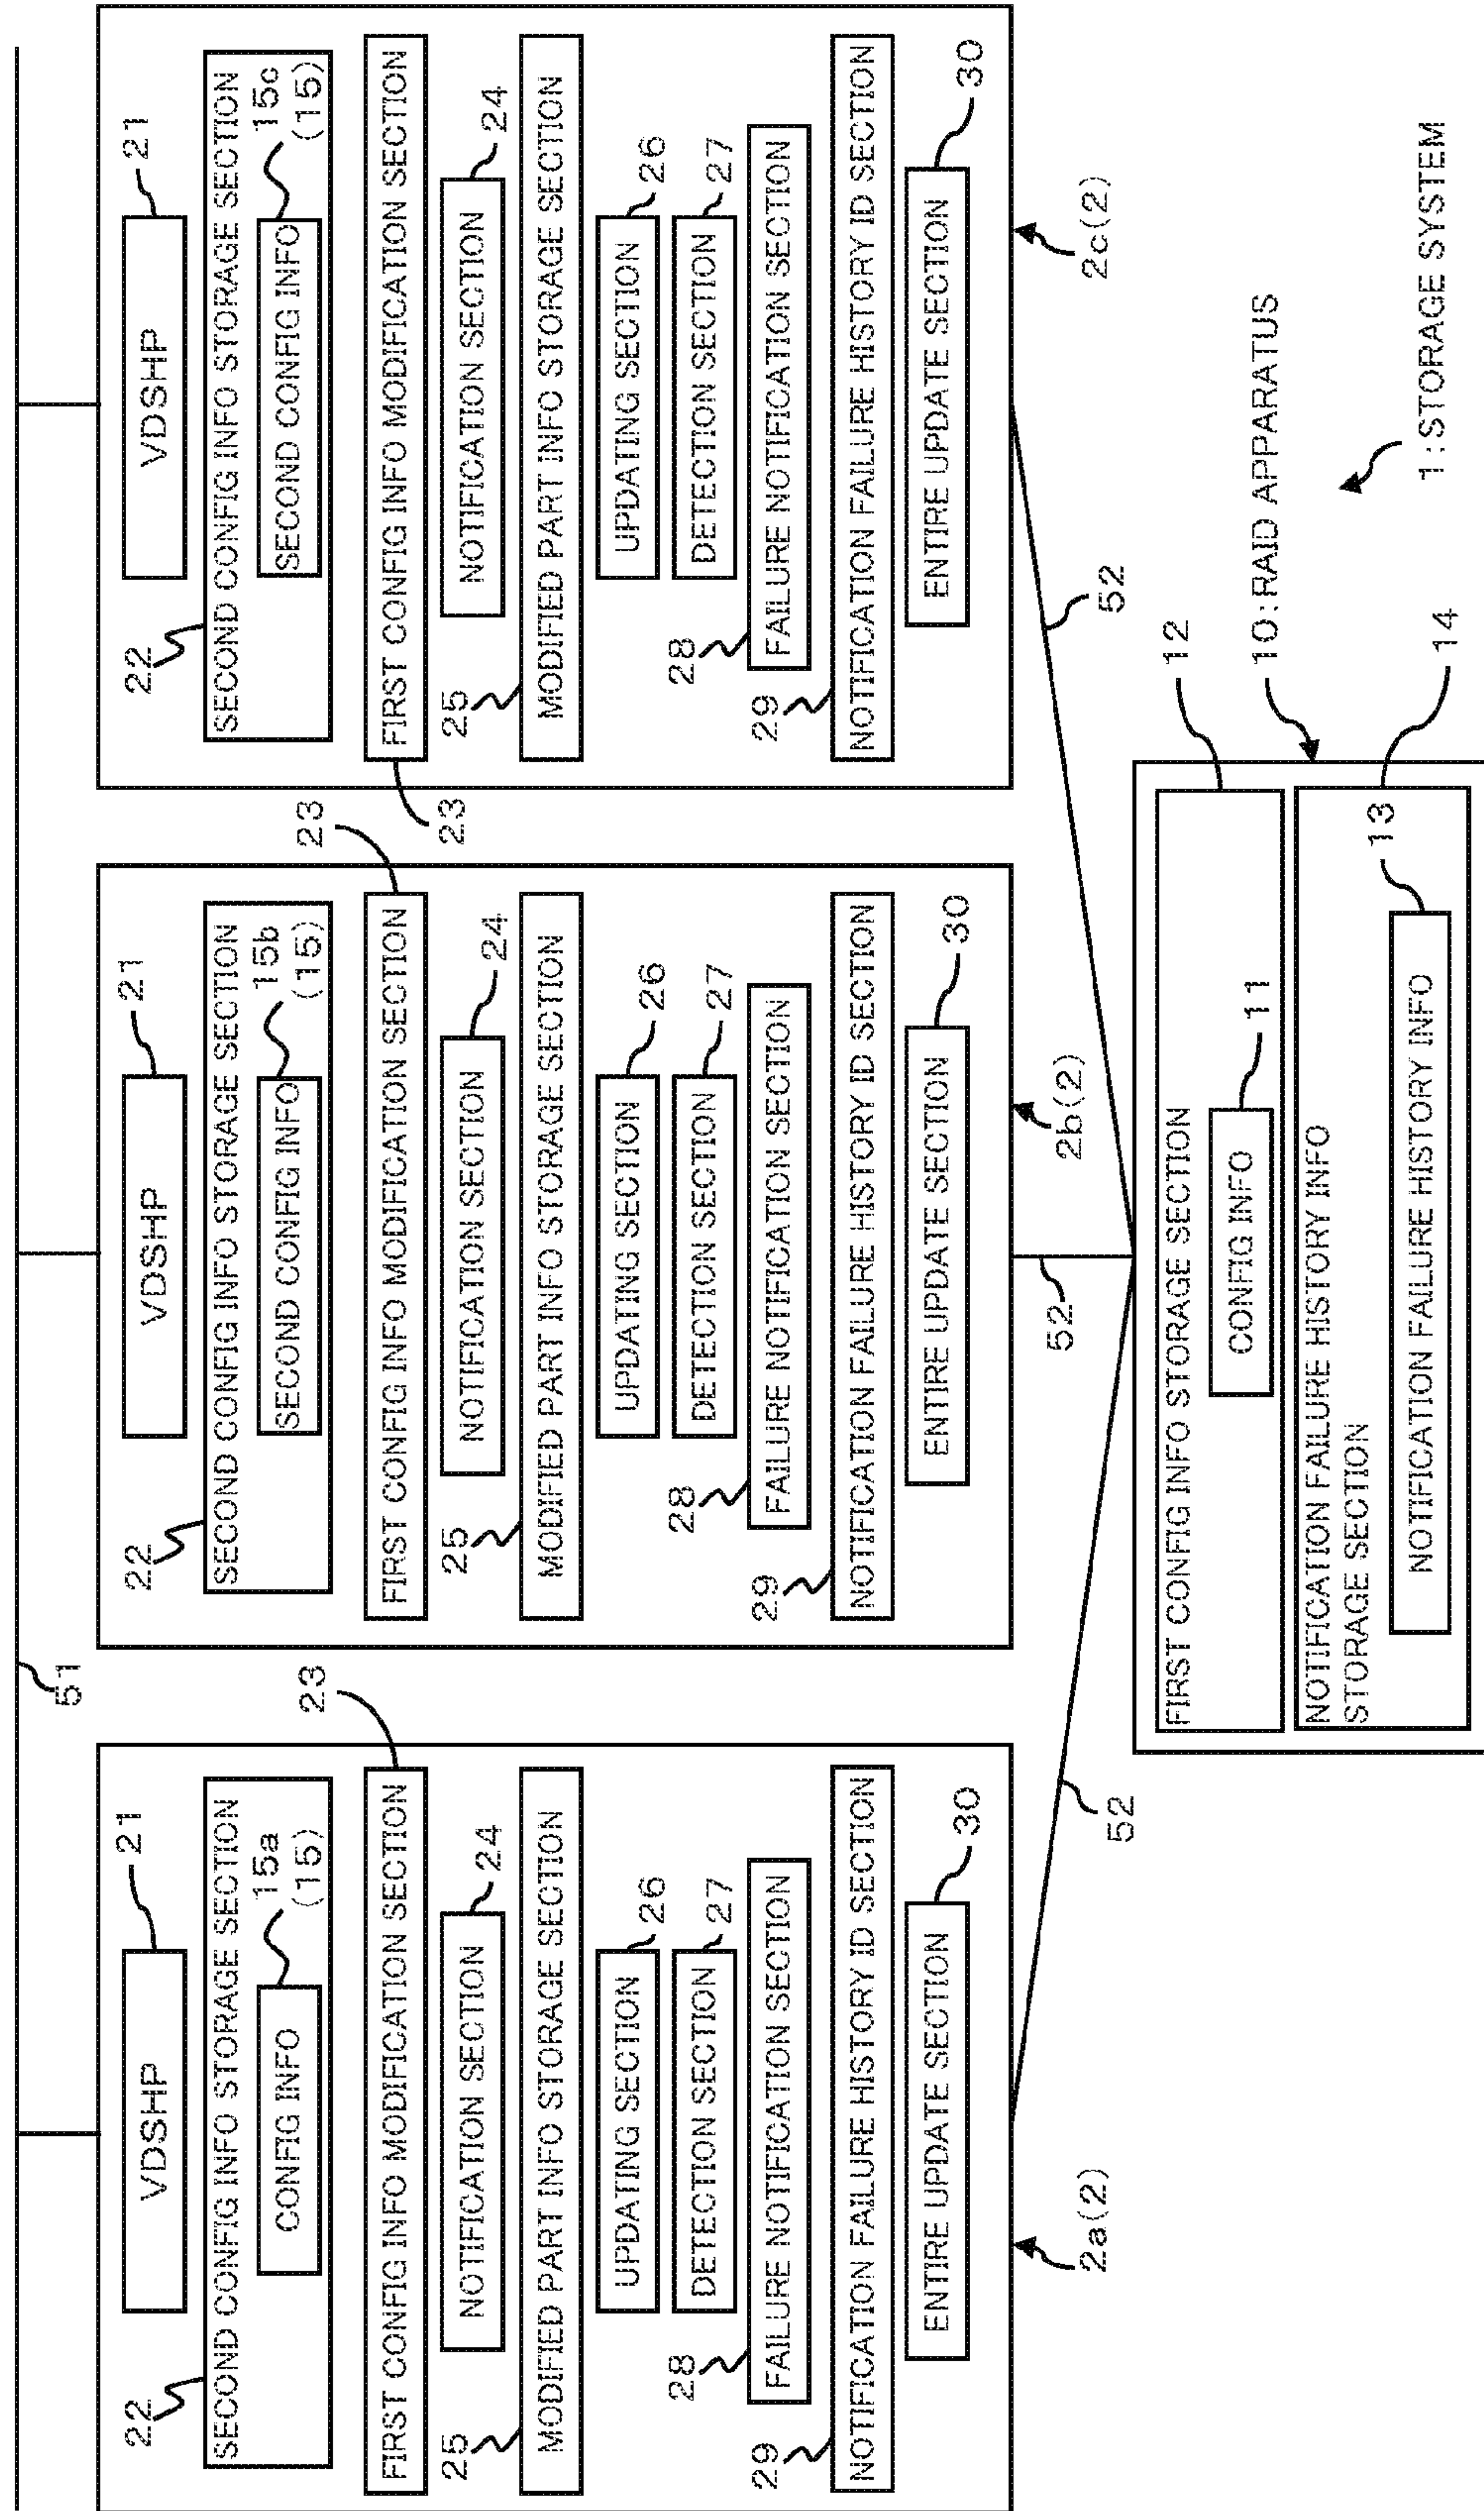 51
21
VDSHP
22
SECOND CONFIG INFO STORAGE SECTION
CONFIG INFO
15a
(15)
FIRST CONFIG INFO MODIFICATION SECTION
23
NOTIFICATION SECTION
24
25
MODIFIED PART INFO STORAGE SECTION
UPDATING SECTION
26
DETECTION SECTION
27
28
FAILURE NOTIFICATION SECTION
29
NOTIFICATION FAILURE HISTORY ID SECTION
ENTIRE UPDATE SECTION
30
2a(2)
21
VDSHP
22
SECOND CONFIG INFO STORAGE SECTION
SECOND CONFIG INFO
15b
(15)
FIRST CONFIG INFO MODIFICATION SECTION
23
NOTIFICATION SECTION
24
25
MODIFIED PART INFO STORAGE SECTION
UPDATING SECTION
26
DETECTION SECTION
27
28
FAILURE NOTIFICATION SECTION
29
NOTIFICATION FAILURE HISTORY ID SECTION
ENTIRE UPDATE SECTION
30
2b(2)
21
VDSHP
22
SECOND CONFIG INFO STORAGE SECTION
SECOND CONFIG INFO
15c
(15)
FIRST CONFIG INFO MODIFICATION SECTION
23
NOTIFICATION SECTION
24
25
MODIFIED PART INFO STORAGE SECTION
UPDATING SECTION
26
DETECTION SECTION
27
28
FAILURE NOTIFICATION SECTION
29
NOTIFICATION FAILURE HISTORY ID SECTION
ENTIRE UPDATE SECTION
30
2c(2)
52
52
52
FIRST CONFIG INFO STORAGE SECTION
12
CONFIG INFO
11
10:RAID APPARATUS
NOTIFICATION FAILURE HISTORY INFO
STORAGE SECTION
14
NOTIFICATION FAILURE HISTORY INFO
13
1:STORAGE SYSTEM